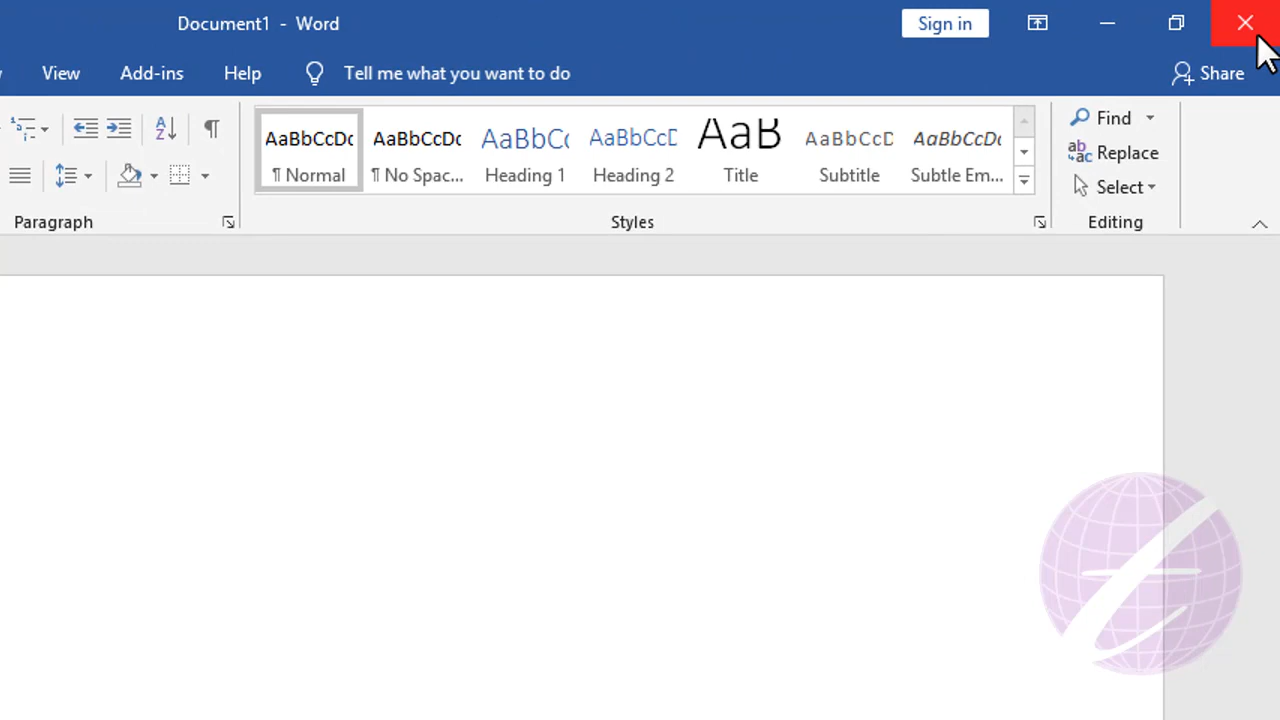 Document1 - Word
Sign in
View
Add-ins
Help
Tell me what you want to do
Share
AaBbCcDc
AaBbCcDc
AaBbCc
AaBbCcD
AaB
AaBbCcD
AaBbCcDc
¶ Normal
¶ No Spac...
Heading 1
Heading 2
Title
Subtitle
Subtle Em...
Find
Replace
Select
Paragraph
Styles
Editing